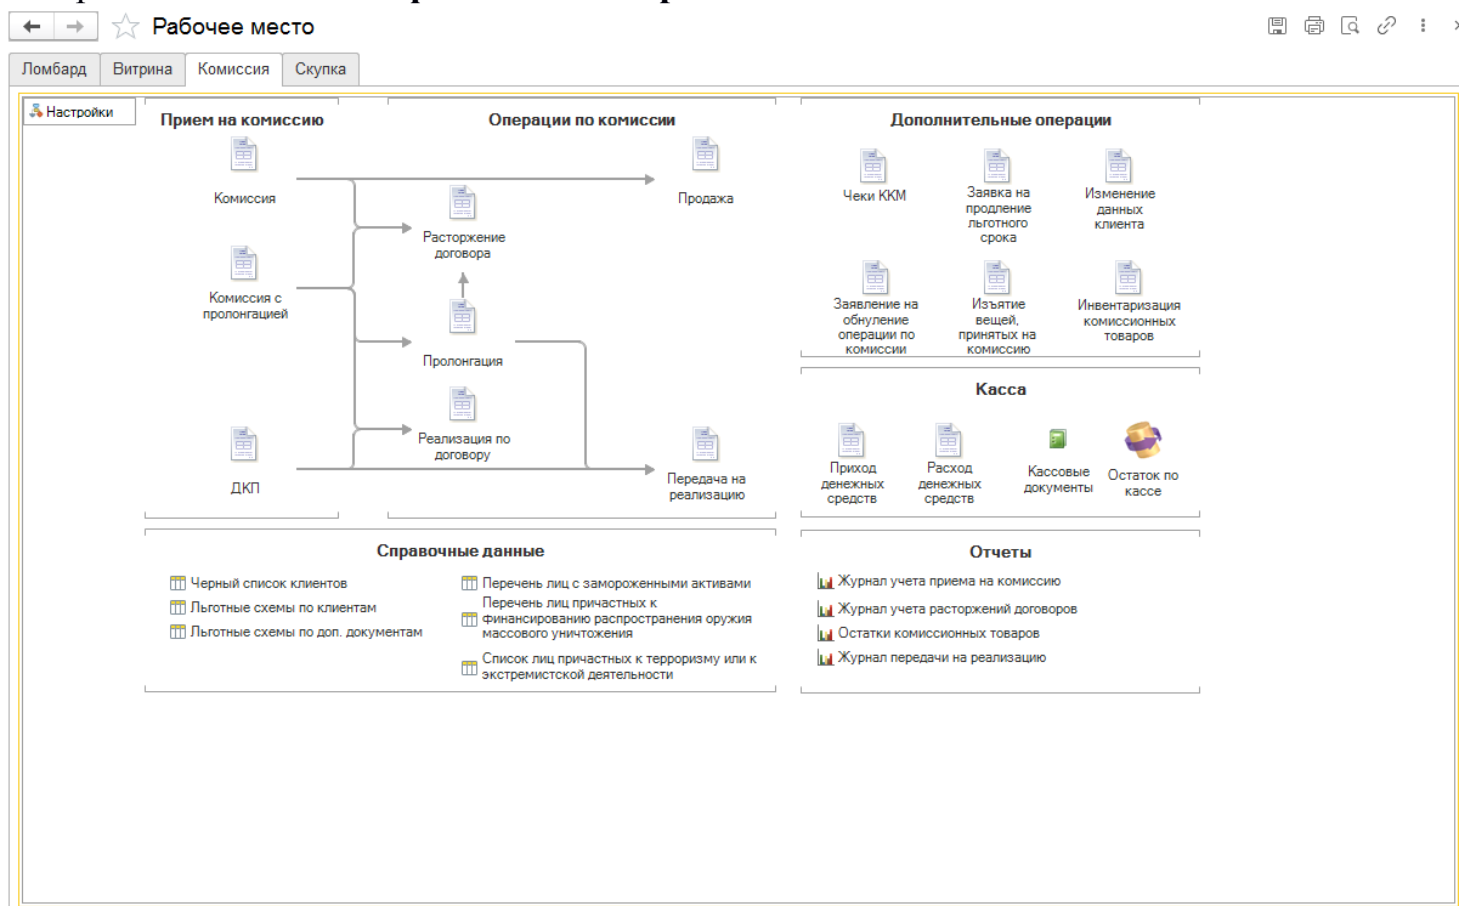 Рабочее место
Ломбард Витрина Комиссия Скупка
Настройки
Прием на комиссию
Комиссия
Комиссия с
пролонгацией
ДКП
Операции по комиссии
Продажа
Расторжение
договора
Пролонгация
Реализация по
договору
Передача на
реализацию
Дополнительные операции
Чеки ККМ
Заявка на
продление
льготного
срока
Изменение
данных
клиента
Заявление на
обнуление
операции по
комиссии
Изъятие
вещей,
принятых на
комиссию
Инвентаризация
комиссионных
товаров
Касса
Приход
денежных
средств
Расход
денежных
средств
Кассовые
документы
Остаток по
кассе
Справочные данные
Черный список клиентов
Льготные схемы по клиентам
Льготные схемы по доп. документам
Перечень лиц с замороженными активами
Перечень лиц причастных к
финансированию распространения оружия
массового уничтожения
Список лиц причастных к терроризму или к
экстремистской деятельности
Отчеты
Журнал учета приема на комиссию
Журнал учета расторжений договоров
Остатки комиссионных товаров
Журнал передачи на реализацию